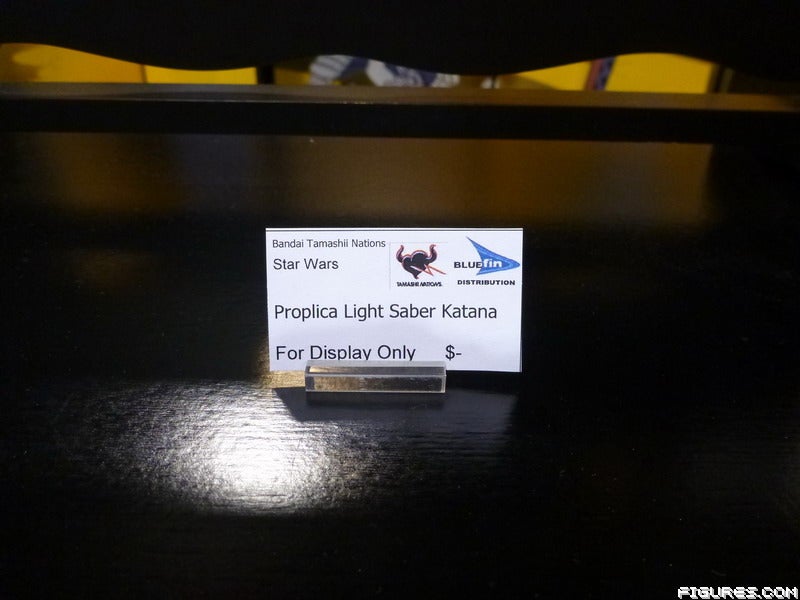 Bandai Tamashii Nations
Star Wars
TAMASHII NATIONS.
BLUEfin
DISTRIBUTION
Proplica Light Saber Katana
For Display Only $-
FIGURES.COM